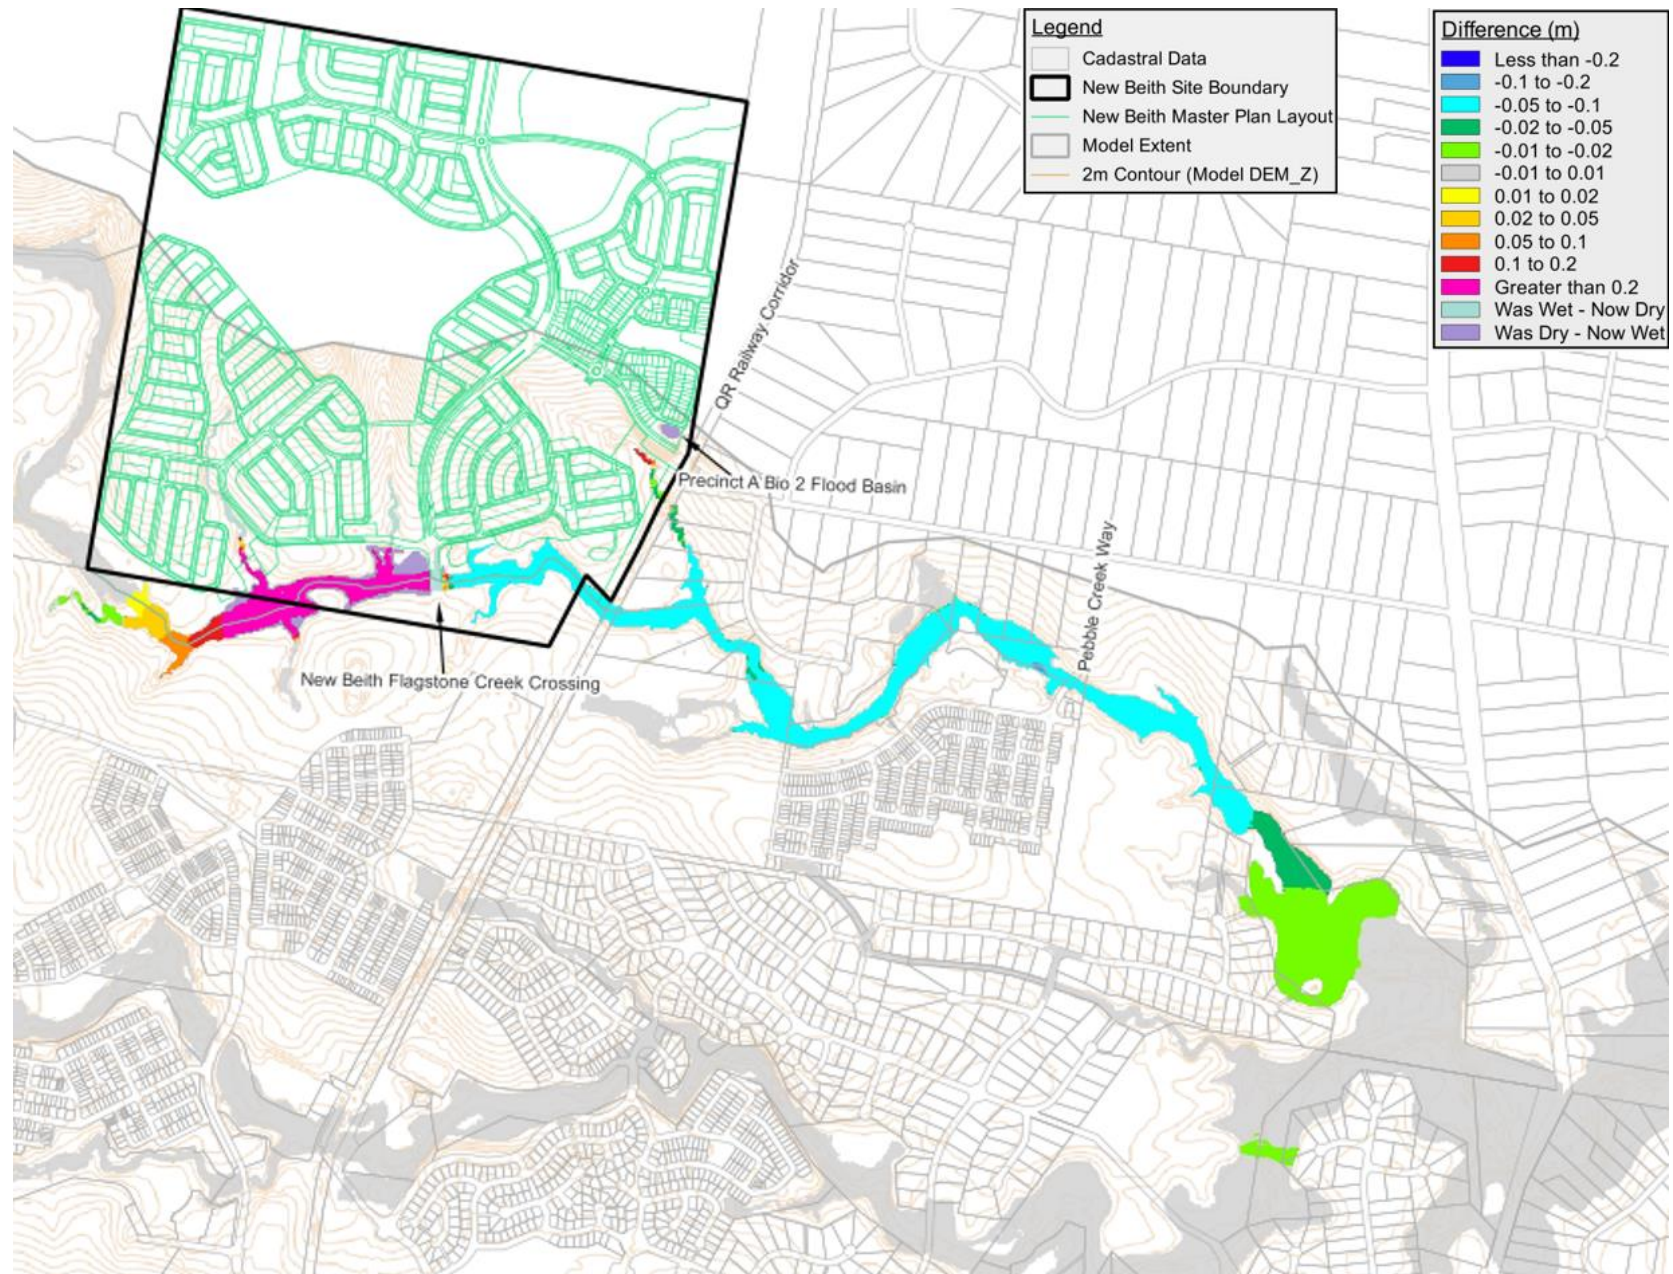 Legend
Cadastral Data
New Beith Site Boundary
New Beith Master Plan Layout
Model Extent
2m Contour (Model DEM_Z)
Difference (m)
Less than -0.2
-0.1 to -0.2
-0.05 to -0.1
-0.02 to -0.05
-0.01 to -0.02
-0.01 to 0.01
0.01 to 0.02
0.02 to 0.05
0.05 to 0.1
0.1 to 0.2
Greater than 0.2
Was Wet - Now Dry
Was Dry - Now Wet
QR Railway Corridor
Precinct A Bio 2 Flood Basin
Pebble Creek Way
New Beith Flagstone Creek Crossing